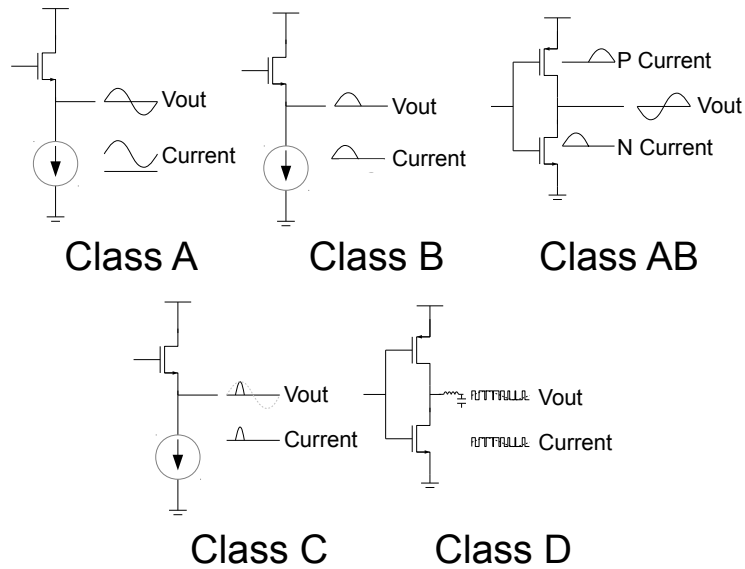 Vout
Current
Class A
Vout
Current
Class B
P Current
Vout
N Current
Class AB
Vout
Current
Class C
Vout
Current
Class D